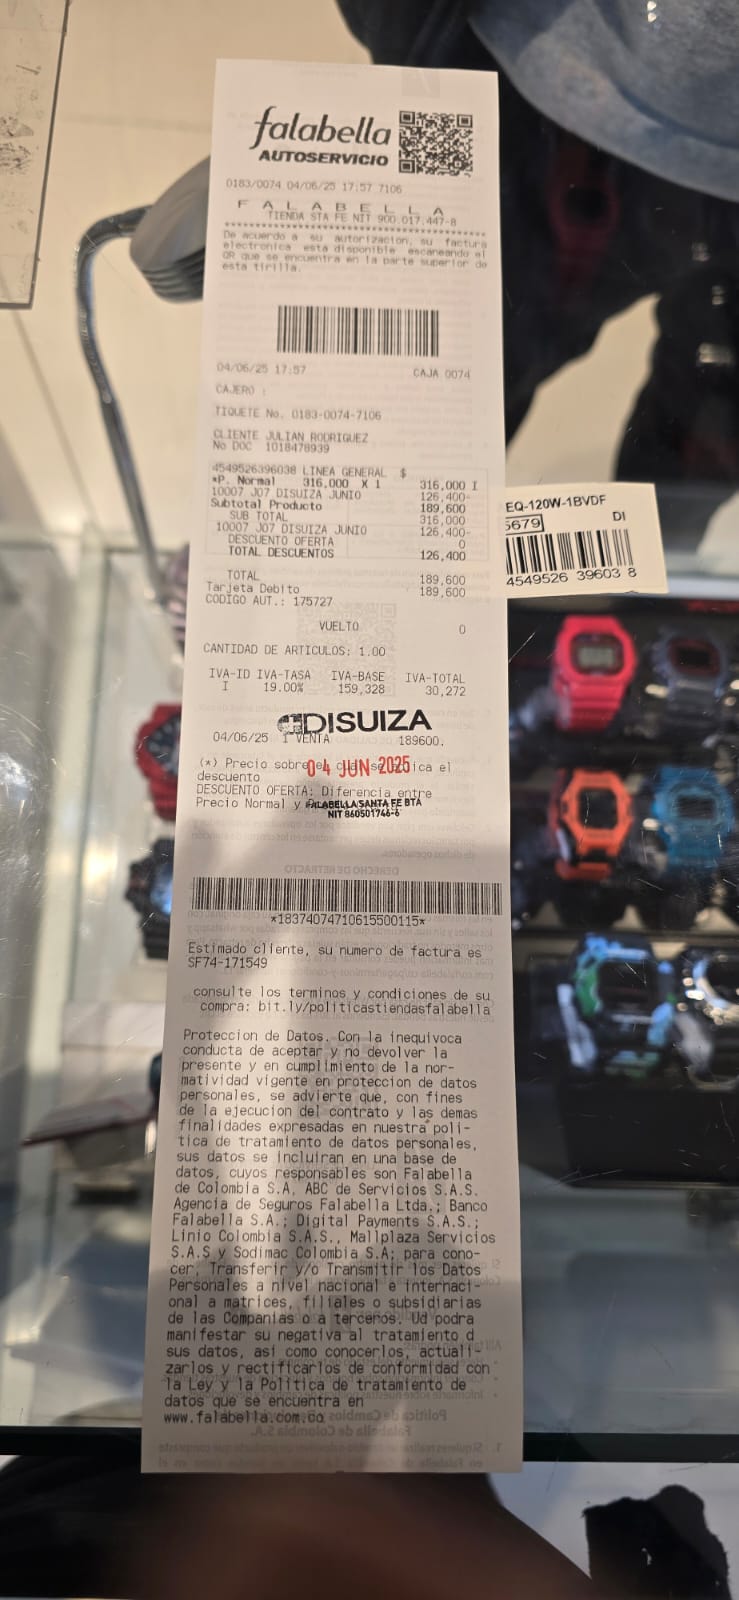 falabella
AUTOSERVICIO
0183/0074 04/06/25 17:57 7106
F A L A B E L L A
TIENDA STA FE NIT 900.017.447-8
De acuerdo a su autorizacion, su factura
electronica esta disponible escaneando el
QR que se encuentra en la parte superior de
esta tirilla.
04/06/25 17:57 CAJA 0074
CAJERO :
TIQUETE No. 0183-0074-7106
CLIENTE JULIAN RODRIGUEZ
No DOC 1018478939
4549526396038 LINEA GENERAL $
*P. Normal 316,000 X 1 316,000 I
10007 J07 DISUIZA JUNIO 126,400-
Subtotal Producto 189,600
SUB TOTAL 316,000
10007 J07 DISUIZA JUNIO 126,400-
DESCUENTO OFERTA 0
TOTAL DESCUENTOS 126,400
TOTAL 189,600
Tarjeta Debito 189,600
CODIGO AUT.: 175727
VUELTO 0
CANTIDAD DE ARTICULOS: 1.00
IVA-ID IVA-TASA IVA-BASE IVA-TOTAL
I 19.00% 159,328 30,272
DISUIZA
04/06/25 1 VENTA 189600.
(*) Precio sobre el cual se aplica el
04 JUN 2025
descuento
DESCUENTO OFERTA: Diferencia entre
Precio Normal y
FALABELLA SANTA FE BTA
NIT 860501746-6
*18374074710615500115*
Estimado cliente, su numero de factura es
SF74-171549
consulte los terminos y condiciones de su
compra: bit.ly/politicastiendasfalabella
Proteccion de Datos. Con la inequivoca
conducta de aceptar y no devolver la
presente y en cumplimiento de la nor-
matividad vigente en proteccion de datos
personales, se advierte que, con fines
de la ejecucion del contrato y las demas
finalidades expresadas en nuestra poli-
tica de tratamiento de datos personales,
sus datos se incluiran en una base de
datos, cuyos responsables son Falabella
de Colombia S.A, ABC de Servicios S.A.S.
Agencia de Seguros Falabella Ltda.; Banco
Falabella S.A.; Digital Payments S.A.S.;
Linio Colombia S.A.S., Mallplaza Servicios
S.A.S y Sodimac Colombia S.A; para cono-
cer, Transferir y/o Transmitir los Datos
Personales a nivel nacional e internaci-
onal a matrices, filiales o subsidiarias
de las Companias o a terceros. Ud podra
manifestar su negativa al tratamiento d
sus datos, asi como conocerlos, actuali-
zarlos y rectificarlos de conformidad con
la Ley y la Politica de tratamiento de
datos que se encuentra en
www.falabella.com.co
EQ-120W-1BVDF
5679 DI
4549526 39603 8